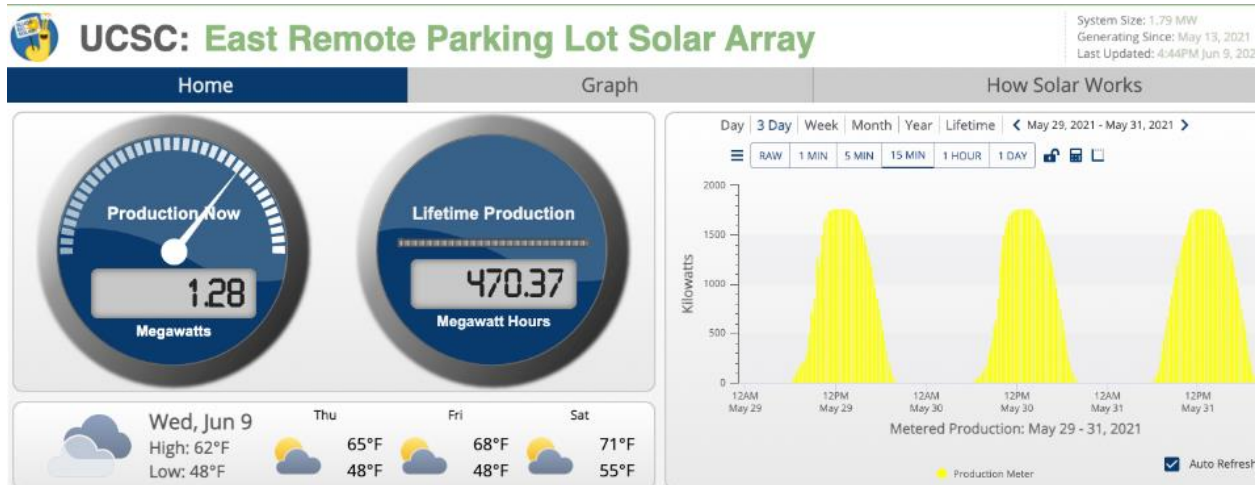 UCSC: East Remote Parking Lot Solar Array
System Size: 1.79 MW
Generating Since: May 13, 2021
Last Updated: 4:44PM Jun 9, 202
Home
Graph
How Solar Works
Production Now
1.28
Megawatts
Lifetime Production
470.37
Megawatt Hours
Wed, Jun 9
High: 62°F
Low: 48°F
Thu
65°F
48°F
Fri
68°F
48°F
Sat
71°F
55°F
Day | 3 Day | Week | Month | Year | Lifetime May 29, 2021 - May 31, 2021
RAW 1 MIN 5 MIN 15 MIN 1 HOUR 1 DAY
Kilowatts
2000
1500
1000
500
0
12AM 12PM 12AM 12PM 12AM 12PM
May 29 May 29 May 30 May 30 May 31 May 31
Metered Production: May 29 - 31, 2021
Production Meter
Auto Refresh